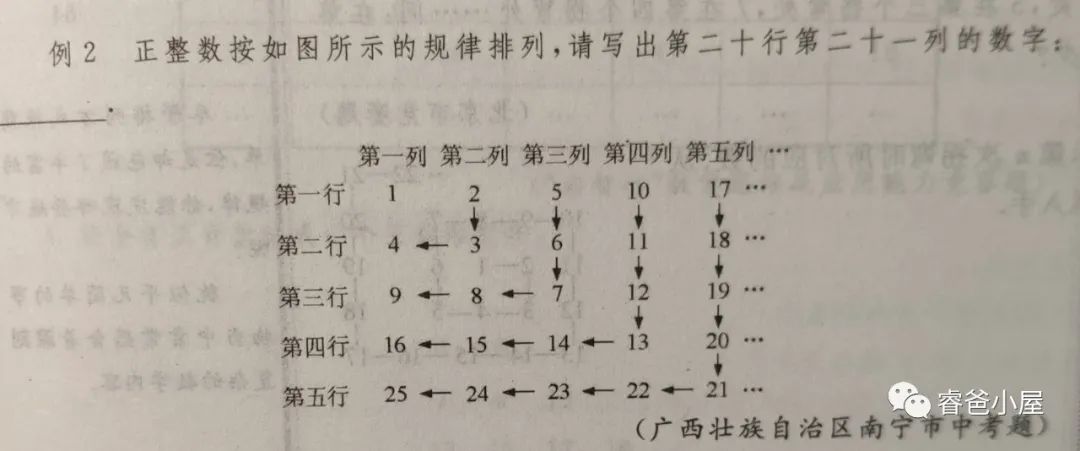 例2 正整数按如图所示的规律排列,请写出第二十行第二十一列的数字:
.
第一列 第二列 第三列 第四列 第五列 …
第一行 1 2 5 10 17 …
第二行 4 ← 3 6 11 18 …
第三行 9 ← 8 ← 7 12 19 …
第四行 16 ← 15 ← 14 ← 13 20 …
第五行 25 ← 24 ← 23 ← 22 ← 21 …
睿爸小屋
(广西壮族自治区南宁市中考题)